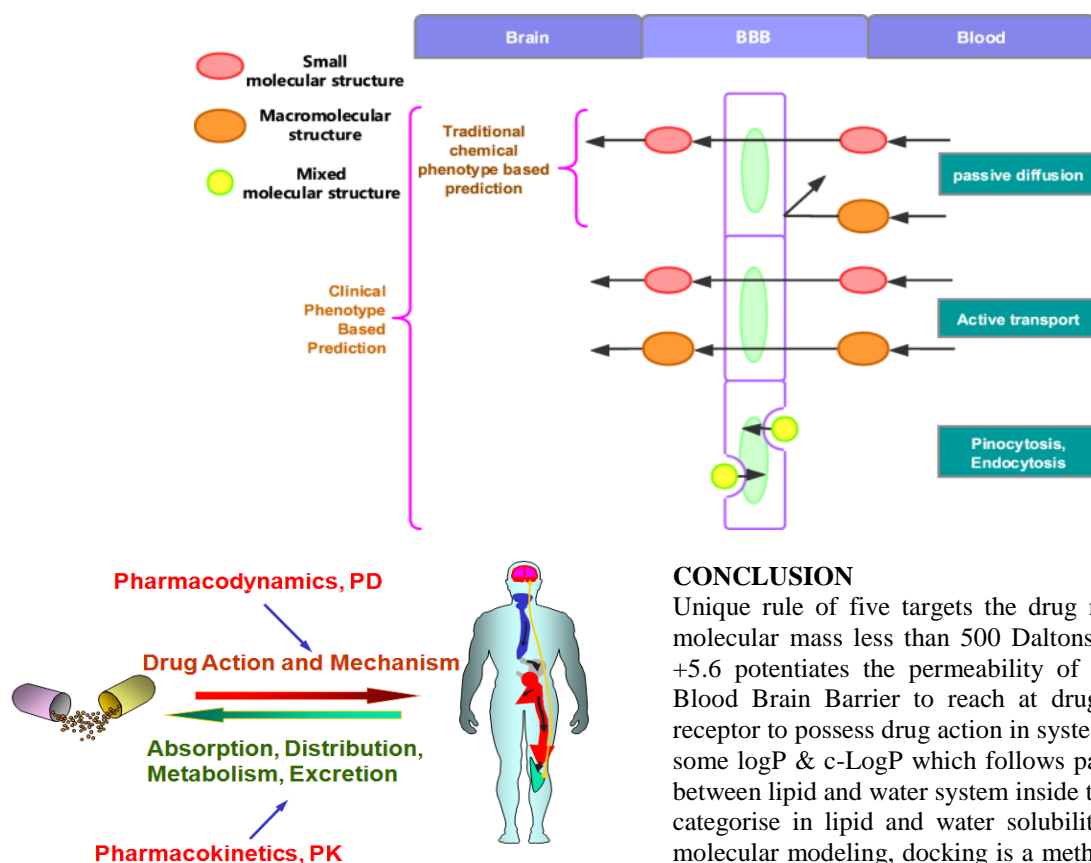 Brain BBB Blood
Small
molecular structure
Macromolecular
structure
Mixed
molecular structure
Traditional
chemical
phenotype based
prediction
Clinical
Phenotype
Based
Prediction
passive diffusion
Active transport
Pinocytosis,
Endocytosis
Pharmacodynamics, PD
Drug Action and Mechanism
Absorption, Distribution,
Metabolism, Excretion
Pharmacokinetics, PK
CONCLUSION
Unique rule of five targets the drug
molecular mass less than 500 Daltons
+5.6 potentiates the permeability of
Blood Brain Barrier to reach at drug
receptor to possess drug action in
some logP & c-LogP which follows
between lipid and water system inside
categorise in lipid and water
molecular modeling, docking is a